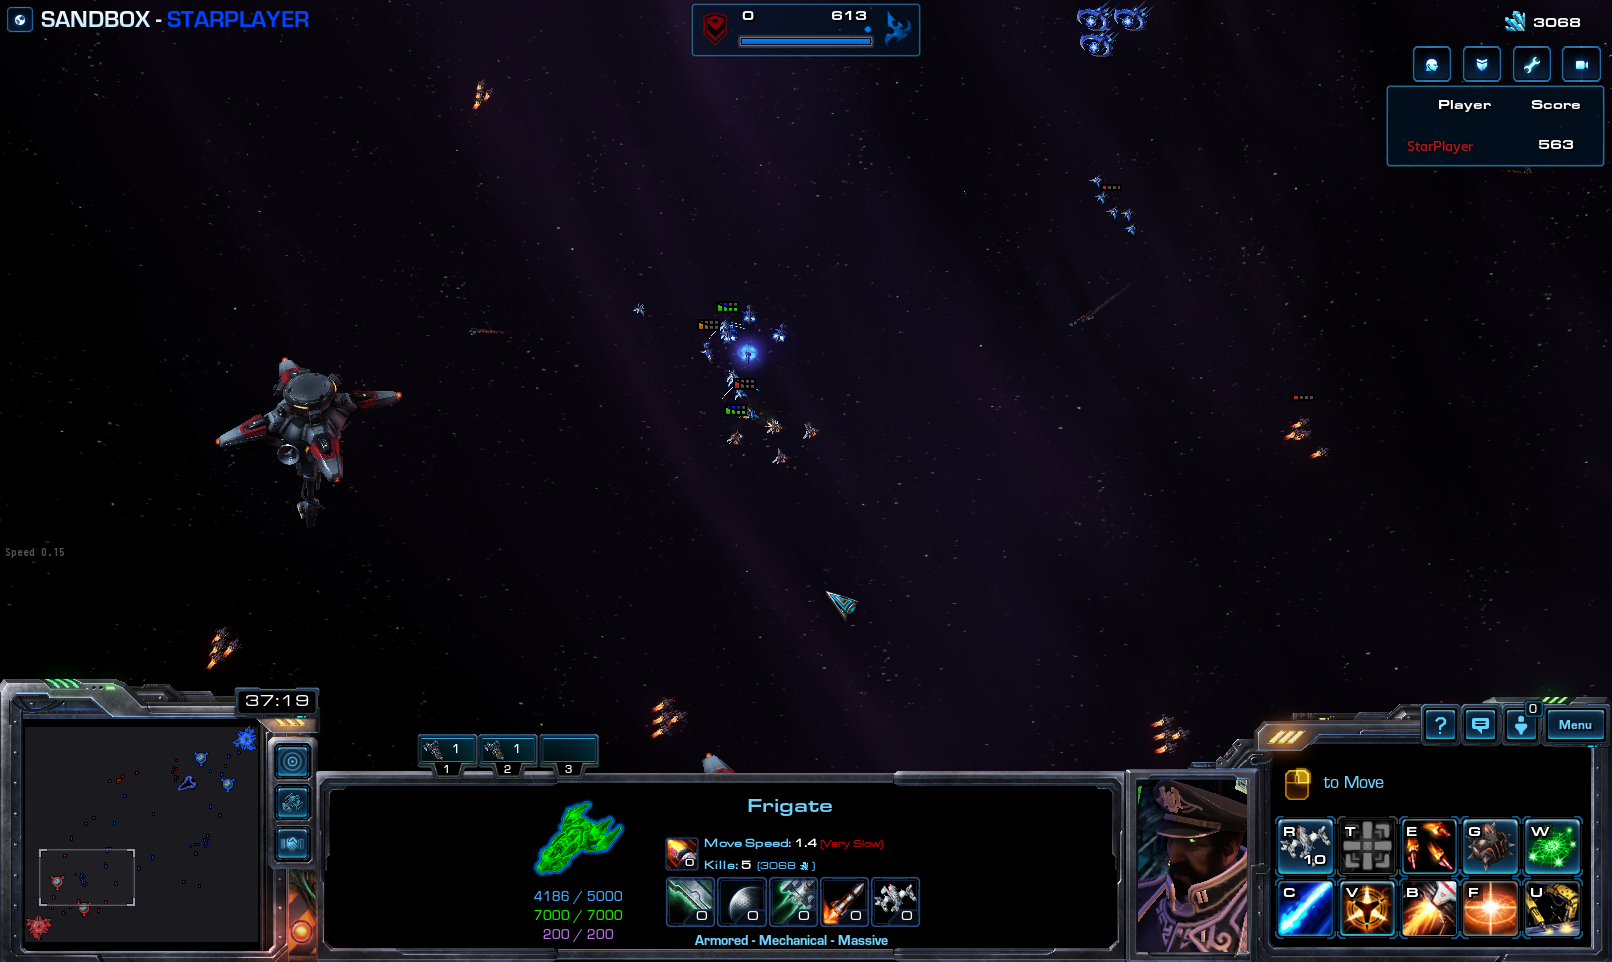 SANDBOX - STARPLAYER
0 613
3068
Player Score
StarPlayer 563
Speed 0.15
37:19
1 1
1 2 3
Frigate
Move Speed: 1.4 (Very Slow)
0
Kills: 5 (3068 )
4186 / 5000
7000 / 7000
200 / 200
0 0 0 0 0
Armored - Mechanical - Massive
0
? Menu
to Move
R T E G W
10
C V B F U